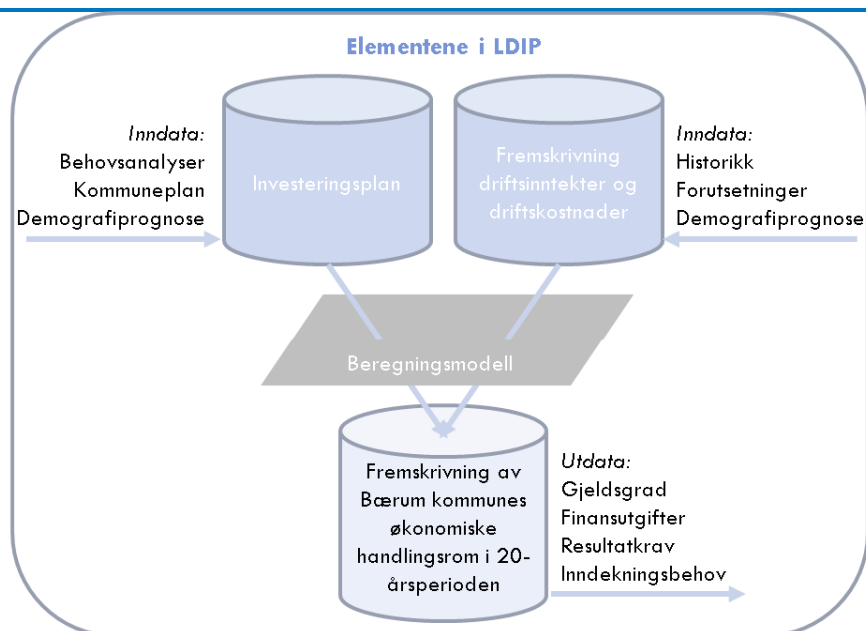 Elementene i LDIP
Inndata:
Behovsanalyser
Kommuneplan
Demografiprognose
Investeringsplan
Fremskrivning
driftsinntekter og
driftskostnader
Inndata:
Historikk
Forutsetninger
Demografiprognose
Beregningsmodell
Fremskrivning av
Bærum kommunes
økonomiske
handlingsrom i 20-
årsperioden
Utdata:
Gjeldsgrad
Finansutgifter
Resultatkrav
Inndekningsbehov